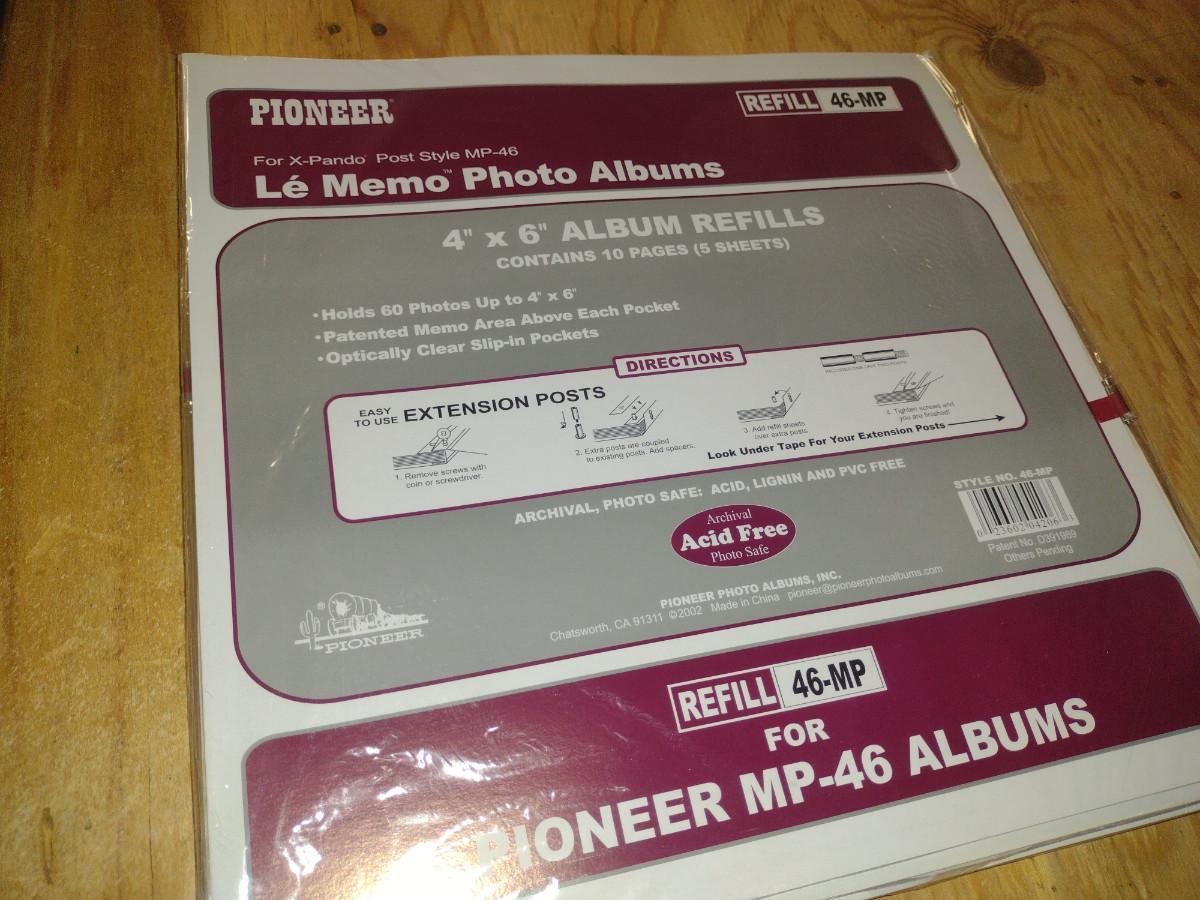 PIONEER®
REFILL 46-MP
For X-Pando® Post Style MP-46
Lé Memo™ Photo Albums
4" x 6" ALBUM REFILLS
CONTAINS 10 PAGES (5 SHEETS)
•Holds 60 Photos Up to 4" x 6"
•Patented Memo Area Above Each Pocket
•Optically Clear Slip-in Pockets
DIRECTIONS
EASY
TO USE EXTENSION POSTS
1. Remove screws with
coin or screwdriver.
2. Extra posts are coupled
to existing posts. Add spacers.
3. Add refill sheets
over extra posts.
4. Tighten screws and
you are finished!
Look Under Tape For Your Extension Posts
ARCHIVAL, PHOTO SAFE: ACID, LIGNIN AND PVC FREE
Archival
Acid Free
Photo Safe
STYLE NO. 46-MP
0 23602 04206 3
Patent No. D391989
Others Pending
® PIONEER
PIONEER PHOTO ALBUMS, INC.
Chatsworth, CA 91311 ©2002 Made in China pioneer@pioneerphotoalbums.com
REFILL 46-MP
FOR
PIONEER MP-46 ALBUMS